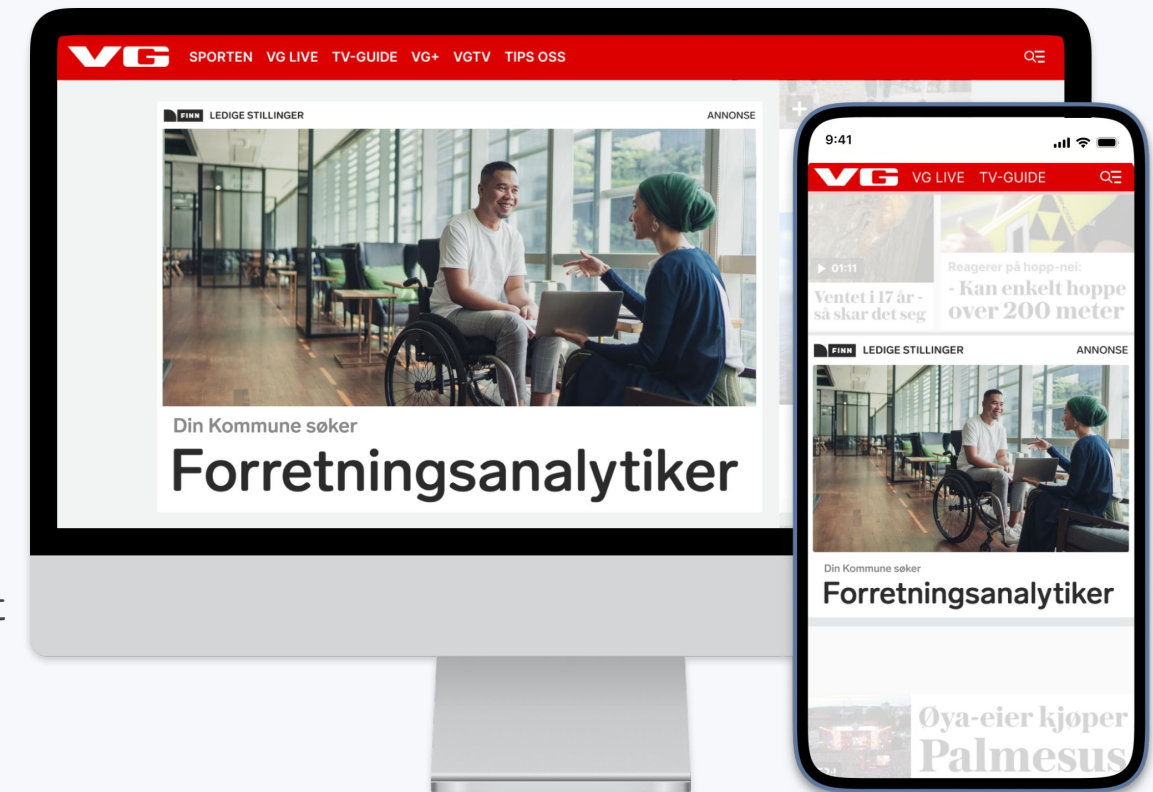 VG SPORTEN VG LIVE TV-GUIDE VG+ VGTV TIPS OSS
FINN LEDIGE STILLINGER ANNONSE
Din Kommune søker
Forretningsanalytiker
t
9:41
VG VG LIVE TV-GUIDE
01:11
Ventet i 17 år -
så skar det seg
Reagerer på hopp-nei:
- Kan enkelt hoppe
over 200 meter
FINN LEDIGE STILLINGER ANNONSE
Din Kommune søker
Forretningsanalytiker
Øya-eier kjøper
Palmesus